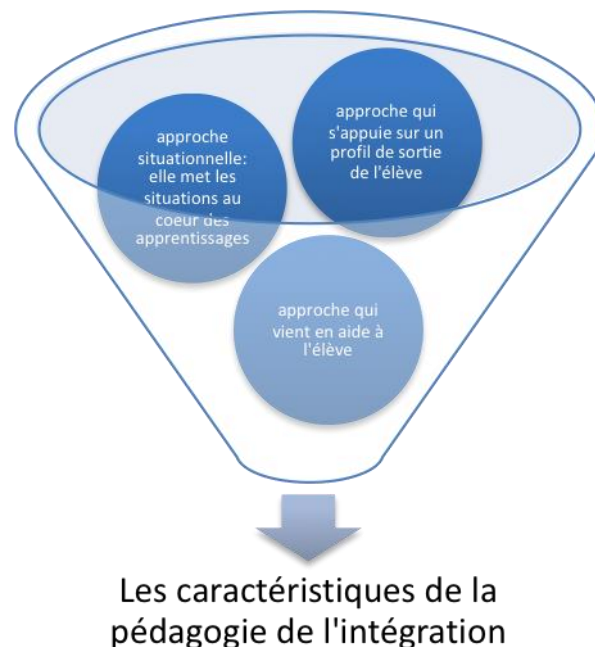 approche
situationnelle:
elle met les
situations au
coeur des
apprentissages
approche qui
s'appuie sur un
profil de sortie
de l'élève
approche qui
vient en aide à
l'élève
Les caractéristiques de la
pédagogie de l'intégration